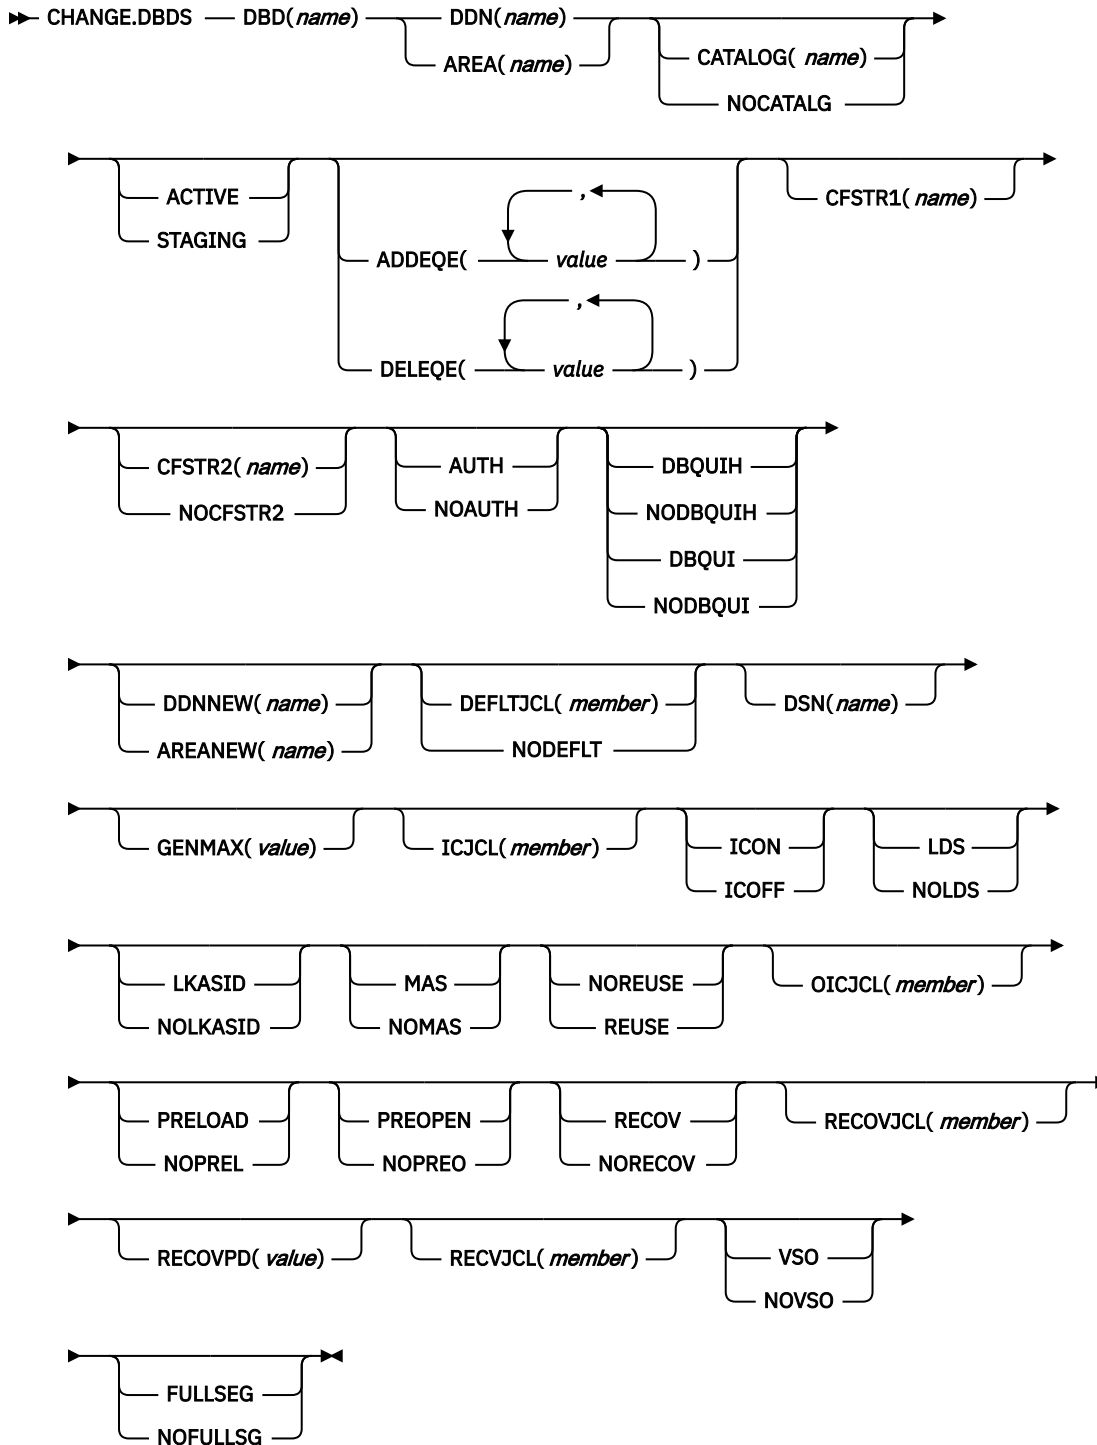 CHANGE.DBDS DBD(name) DDN(name)
AREA(name)
CATALOG( name)
NOCATALG
ACTIVE
STAGING
ADDEQE( value , )
DELEQE( value , )
CFSTR1(name)
CFSTR2(name)
NOCFSTR2
AUTH
NOAUTH
DBQUIH
NODBQUIH
DBQUI
NODBQUI
DDNNEW(name)
AREANEW( name)
DEFLTJCL( member)
NODEFLT
DSN(name)
GENMAX(value)
ICJCL(member)
ICON
ICOFF
LDS
NOLDS
LKASID
NOLKASID
MAS
NOMAS
NOREUSE
REUSE
OICJCL(member)
PRELOAD
NOPREL
PREOPEN
NOPREO
RECOV
NORECOV
RECOVJCL( member)
RECOVPD( value)
RECVJCL( member)
VSO
NOVSO
FULLSEG
NOFULLSG